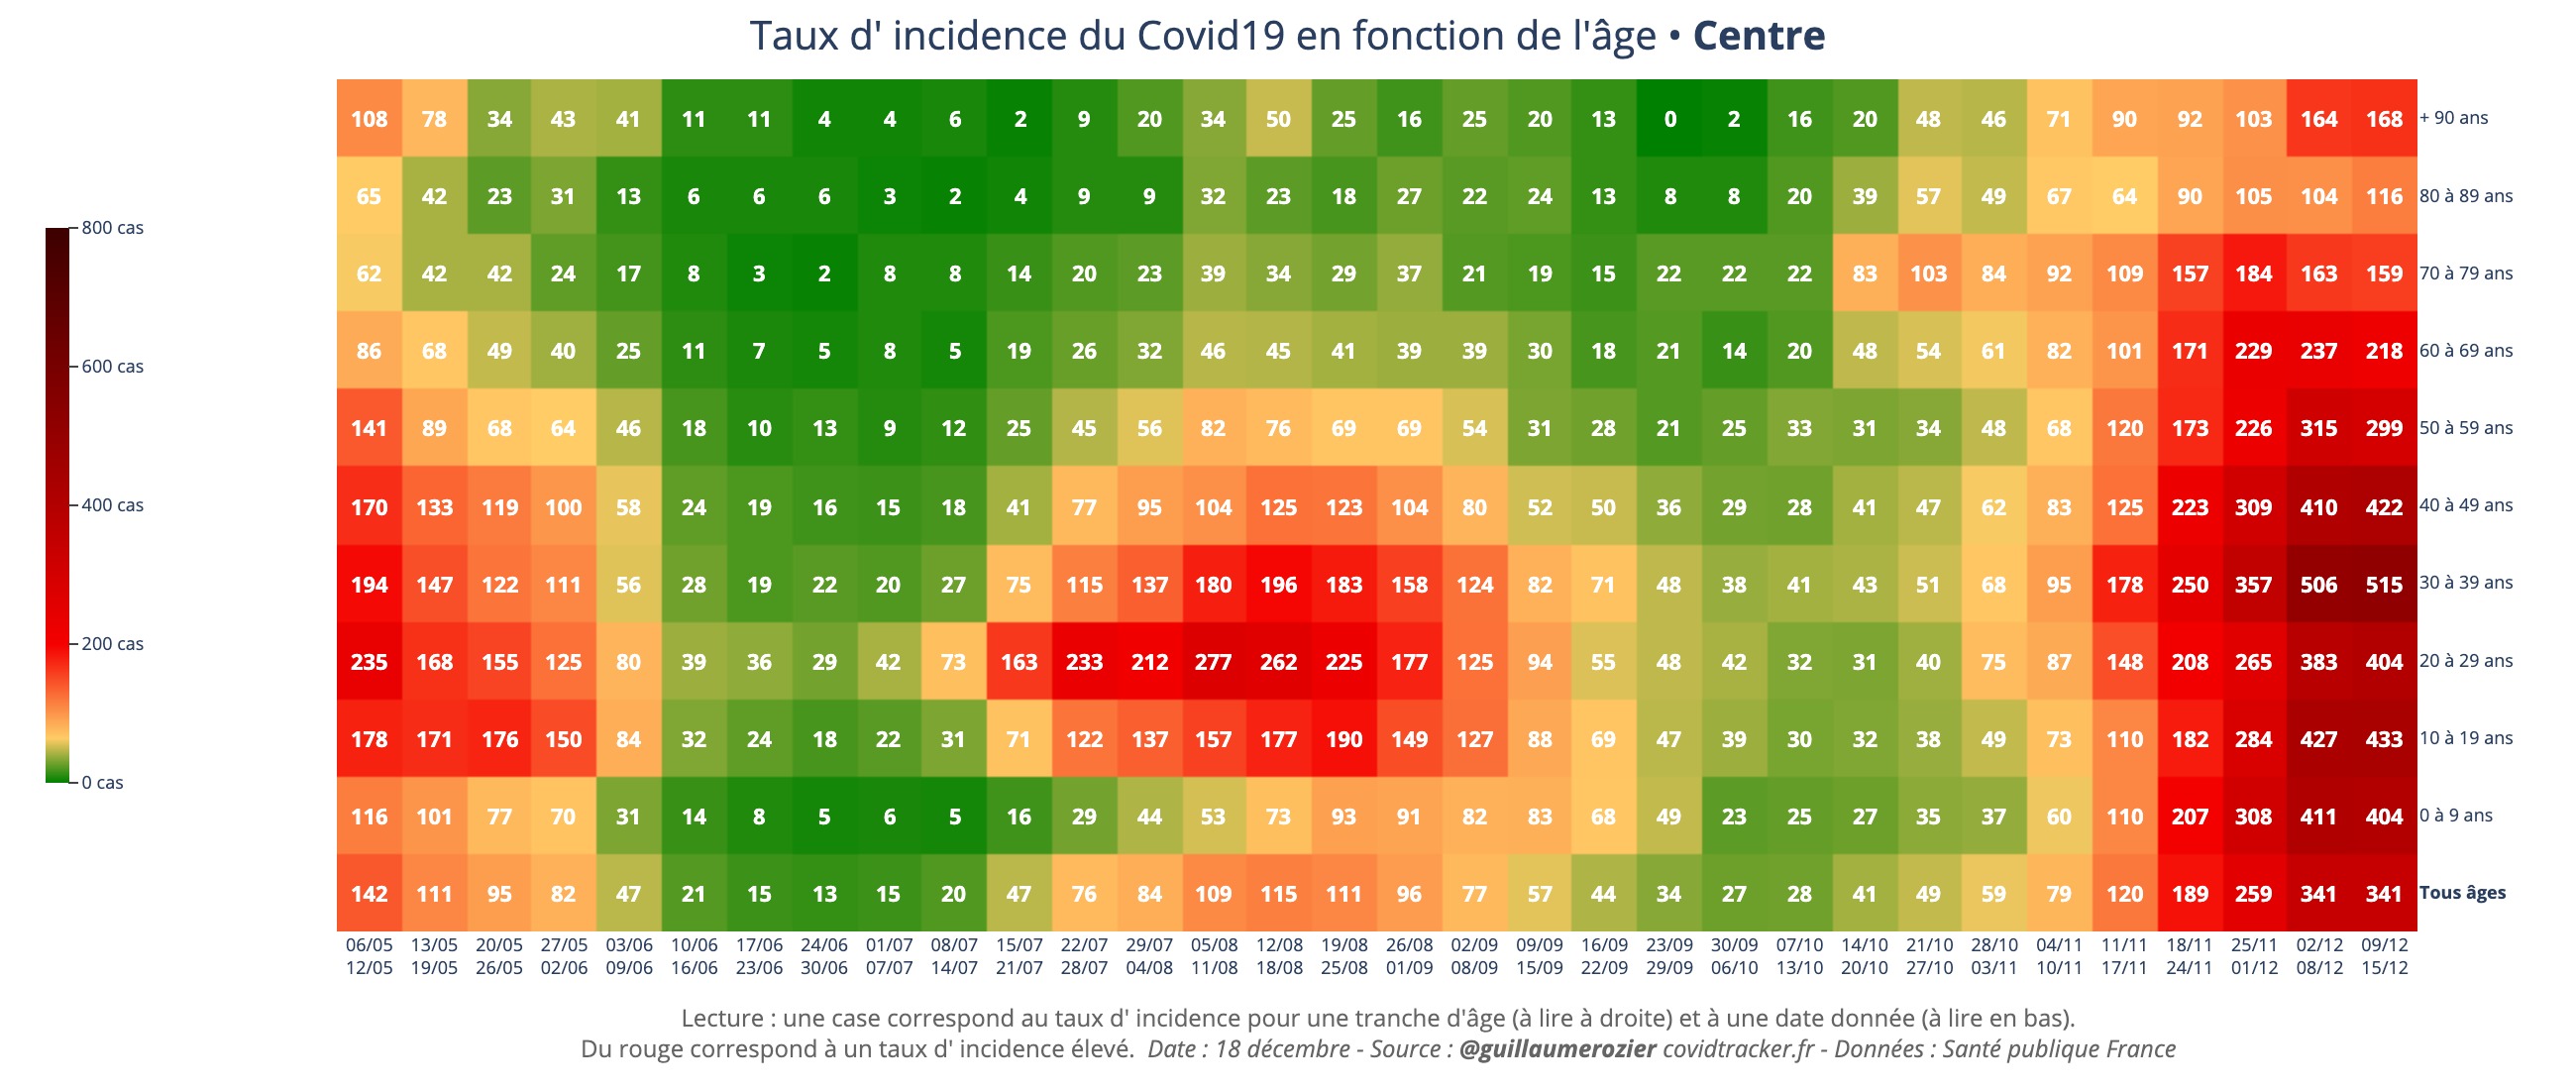 Taux d' incidence du Covid19 en fonction de l'âge • Centre
800 cas
600 cas
400 cas
200 cas
0 cas
108 78 34 43 41 11 11 4 4 6 2 9 20 34 50 25 16 25 20 13 0 2 16 20 48 46 71 90 92 103 164 168 + 90 ans
65 42 23 31 13 6 6 6 3 2 4 9 9 32 23 18 27 22 24 13 8 8 20 39 57 49 67 64 90 105 104 116 80 à 89 ans
62 42 42 24 17 8 3 2 8 8 14 20 23 39 34 29 37 21 19 15 22 22 22 83 103 84 92 109 157 184 163 159 70 à 79 ans
86 68 49 40 25 11 7 5 8 5 19 26 32 46 45 41 39 39 30 18 21 14 20 48 54 61 82 101 171 229 237 218 60 à 69 ans
141 89 68 64 46 18 10 13 9 12 25 45 56 82 76 69 69 54 31 28 21 25 33 31 34 48 68 120 173 226 315 299 50 à 59 ans
170 133 119 100 58 24 19 16 15 18 41 77 95 104 125 123 104 80 52 50 36 29 28 41 47 62 83 125 223 309 410 422 40 à 49 ans
194 147 122 111 56 28 19 22 20 27 75 115 137 180 196 183 158 124 82 71 48 38 41 43 51 68 95 178 250 357 506 515 30 à 39 ans
235 168 155 125 80 39 36 29 42 73 163 233 212 277 262 225 177 125 94 55 48 42 32 31 40 75 87 148 208 265 383 404 20 à 29 ans
178 171 176 150 84 32 24 18 22 31 71 122 137 157 177 190 149 127 88 69 47 39 30 32 38 49 73 110 182 284 427 433 10 à 19 ans
116 101 77 70 31 14 8 5 6 5 16 29 44 53 73 93 91 82 83 68 49 23 25 27 35 37 60 110 207 308 411 404 0 à 9 ans
142 111 95 82 47 21 15 13 15 20 47 76 84 109 115 111 96 77 57 44 34 27 28 41 49 59 79 120 189 259 341 341 Tous âges
06/05 13/05 20/05 27/05 03/06 10/06 17/06 24/06 01/07 08/07 15/07 22/07 29/07 05/08 12/08 19/08 26/08 02/09 09/09 16/09 23/09 30/09 07/10 14/10 21/10 28/10 04/11 11/11 18/11 25/11 02/12 09/12
12/05 19/05 26/05 02/06 09/06 16/06 23/06 30/06 07/07 14/07 21/07 28/07 04/08 11/08 18/08 25/08 01/09 08/09 15/09 22/09 29/09 06/10 13/10 20/10 27/10 03/11 10/11 17/11 24/11 01/12 08/12 15/12
Lecture : une case correspond au taux d' incidence pour une tranche d'âge (à lire à droite) et à une date donnée (à lire en bas).
Du rouge correspond à un taux d' incidence élevé. Date : 18 décembre - Source : @guillaumerozier covidtracker.fr - Données : Santé publique France